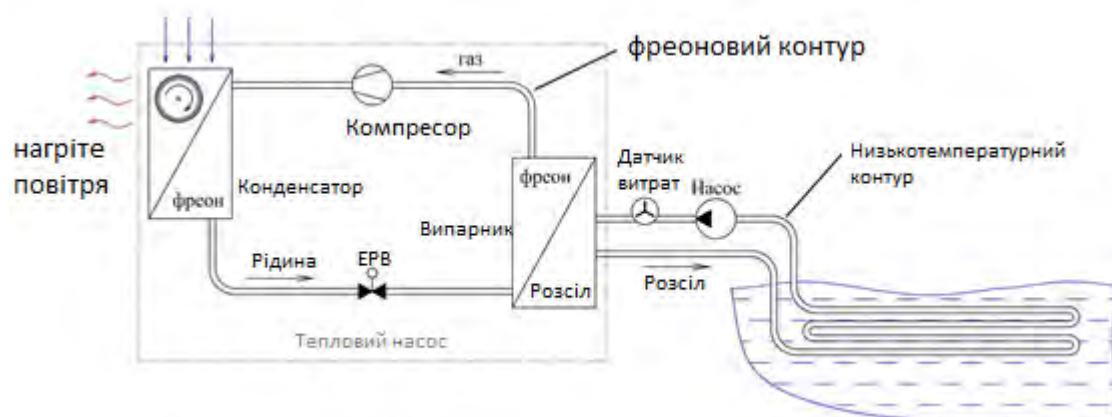 фреоновий контур
газ
Компресор
нагріте
повітря
фреон
Конденсатор
фреон
Датчик
витрат
Насос
Низькотемпературний
контур
Випарник
Рідина
ЕРВ
Розсіл
Розсіл
Тепловий насос